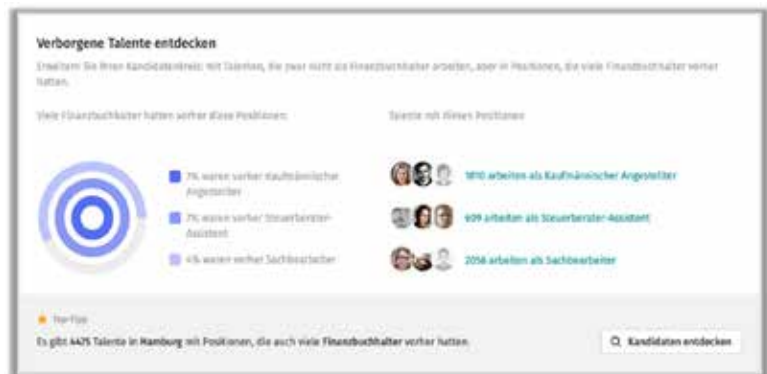 Verborgene Talente entdecken
Erweitern Sie Ihren Kandidatenkreis: mit Talenten, die zwar nicht als Finanzbuchhalter arbeiten, aber in Positionen, die viele Finanzbuchhalter vorher
hatten.
Viele Finanzbuchhalter hatten vorher diese Positionen:
Talente mit diesen Positionen
7% waren vorher Kaufmännischer
Angestellter
7% waren vorher Steuerberater-
Assistent
4% waren vorher Sachbearbeiter
1810 arbeiten als Kaufmännischer Angestellter
609 arbeiten als Steuerberater-Assistent
2056 arbeiten als Sachbearbeiter
Es gibt 4475 Talente in Hamburg mit Positionen, die auch viele Finanzbuchhalter vorher hatten.
Kandidaten entdecken